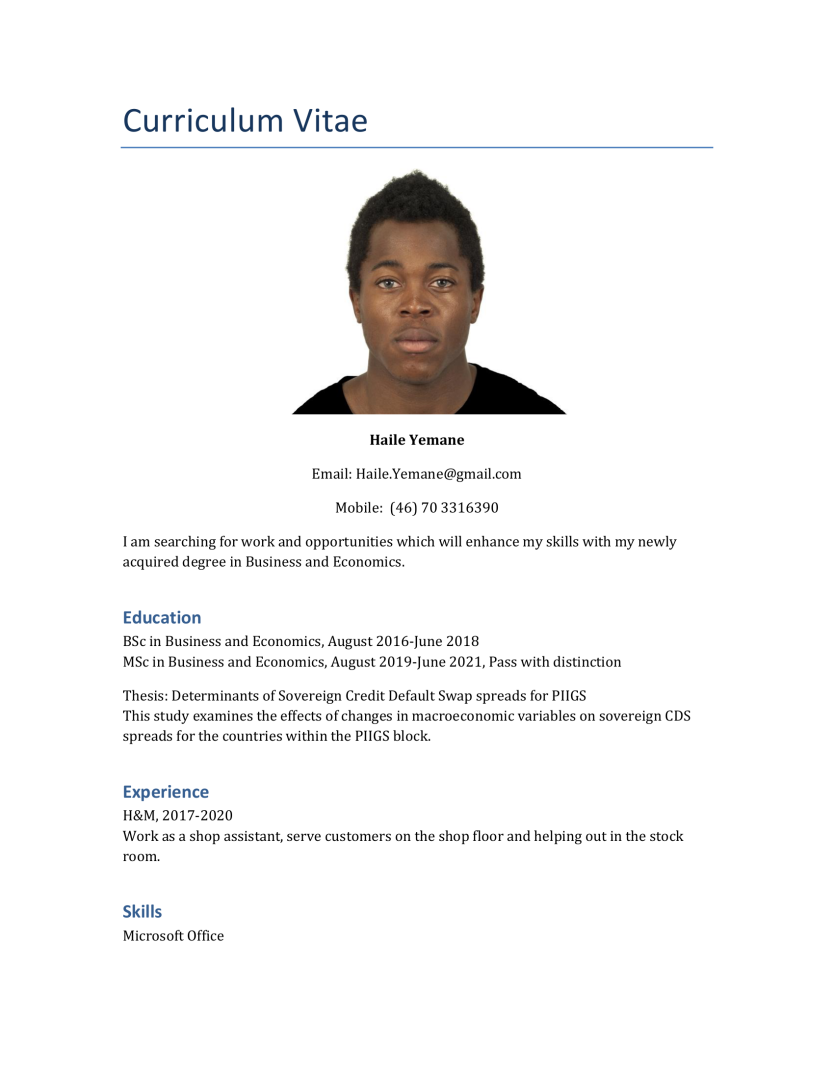 Curriculum Vitae
Haile Yemane
Email: Haile.Yemane@gmail.com
Mobile:  (46) 70 3316390
I am searching for work and opportunities which will enhance my skills with my newly
acquired degree in Business and Economics.
Education
BSc in Business and Economics, August 2016-June 2018
MSc in Business and Economics, August 2019-June 2021, Pass with distinction
Thesis: Determinants of Sovereign Credit Default Swap spreads for PIIGS
This study examines the effects of changes in macroeconomic variables on sovereign CDS
spreads for the countries within the PIIGS block.
Experience
H&M, 2017-2020
Work as a shop assistant, serve customers on the shop floor and helping out in the stock
room.
Skills
Microsoft Office